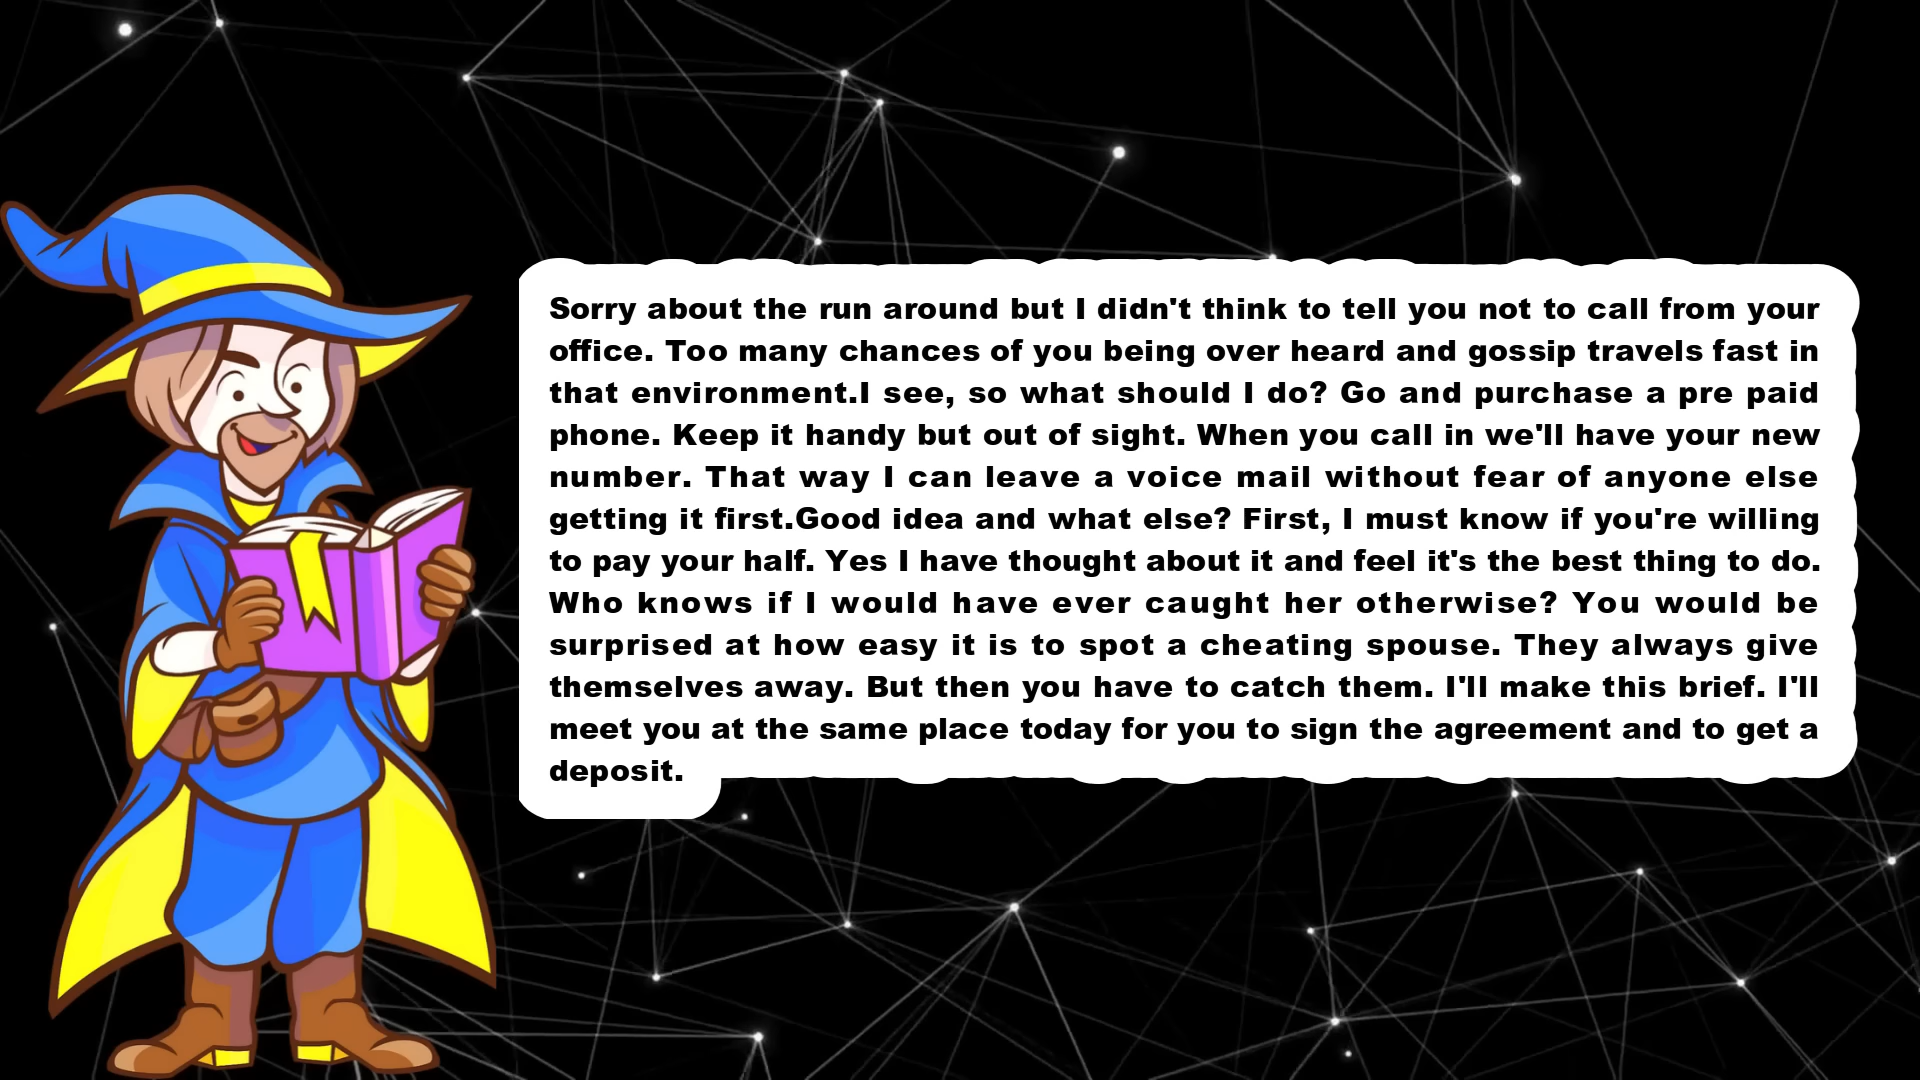 Sorry about the run around but I didn't think to tell you not to call from your
office. Too many chances of you being over heard and gossip travels fast in
that environment.I see, so what should I do? Go and purchase a pre paid
phone. Keep it handy but out of sight. When you call in we'll have your new
number. That way I can leave a voice mail without fear of anyone else
getting it first.Good idea and what else? First, I must know if you're willing
to pay your half. Yes I have thought about it and feel it's the best thing to do.
Who knows if I would have ever caught her otherwise? You would be
surprised at how easy it is to spot a cheating spouse. They always give
themselves away. But then you have to catch them. I'll make this brief. I'll
meet you at the same place today for you to sign the agreement and to get a
deposit.